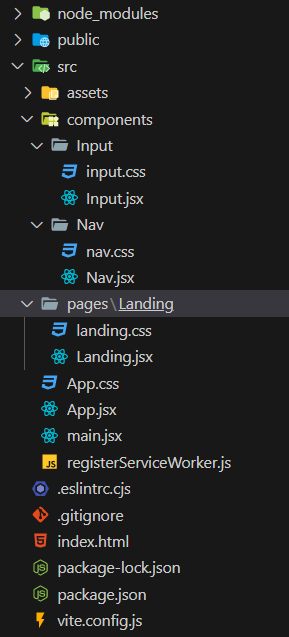 node_modules
public
src
assets
components
Input
input.css
Input.jsx
Nav
nav.css
Nav.jsx
pages\Landing
landing.css
Landing.jsx
App.css
App.jsx
main.jsx
JS registerServiceWorker.js
.eslintrc.cjs
.gitignore
index.html
package-lock.json
package.json
vite.config.js